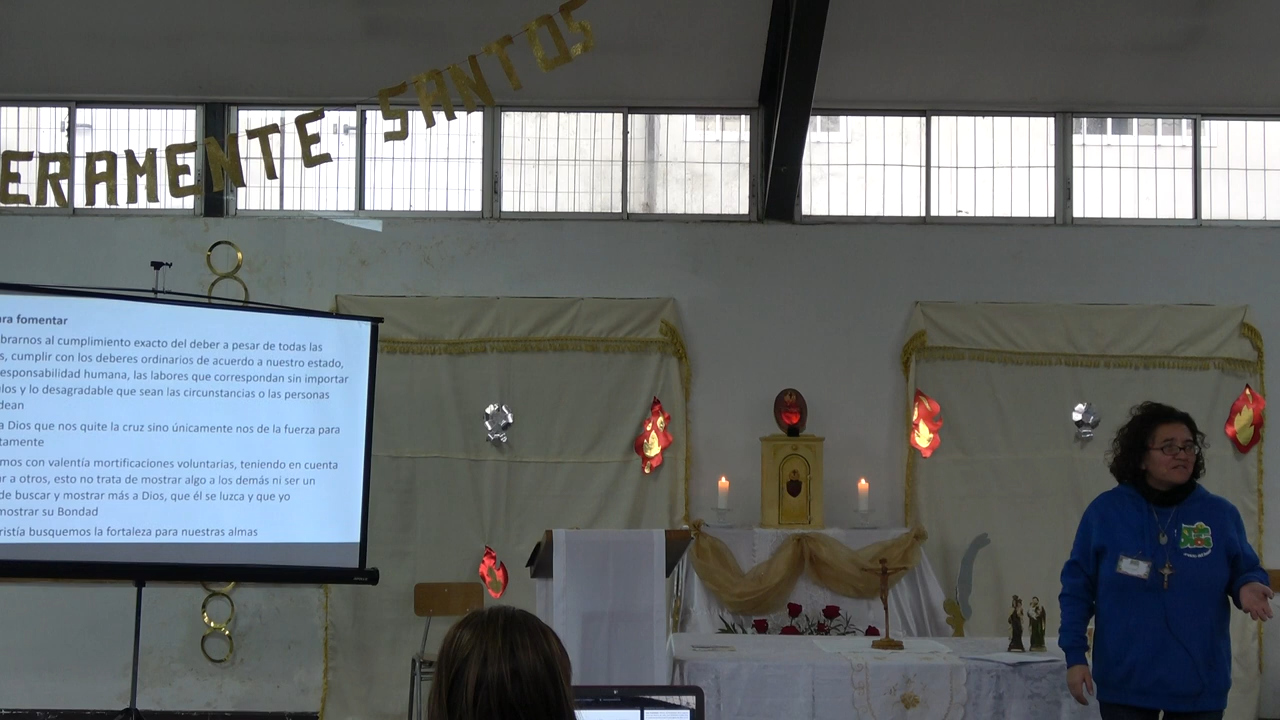 ERAMENTE SANTOS
ra fomentar
brarnos al cumplimiento exacto del deber a pesar de todas las
s, cumplir con los deberes ordinarios de acuerdo a nuestro estado,
esponsabilidad humana, las labores que correspondan sin importar
los y lo desagradable que sean las circunstancias o las personas
dean
a Dios que nos quite la cruz sino únicamente nos de la fuerza para
tamente
mos con valentía mortificaciones voluntarias, teniendo en cuenta
ar a otros, esto no trata de mostrar algo a los demás ni ser un
de buscar y mostrar más a Dios, que él se luzca y que yo
mostrar su Bondad
ristía busquemos la fortaleza para nuestras almas